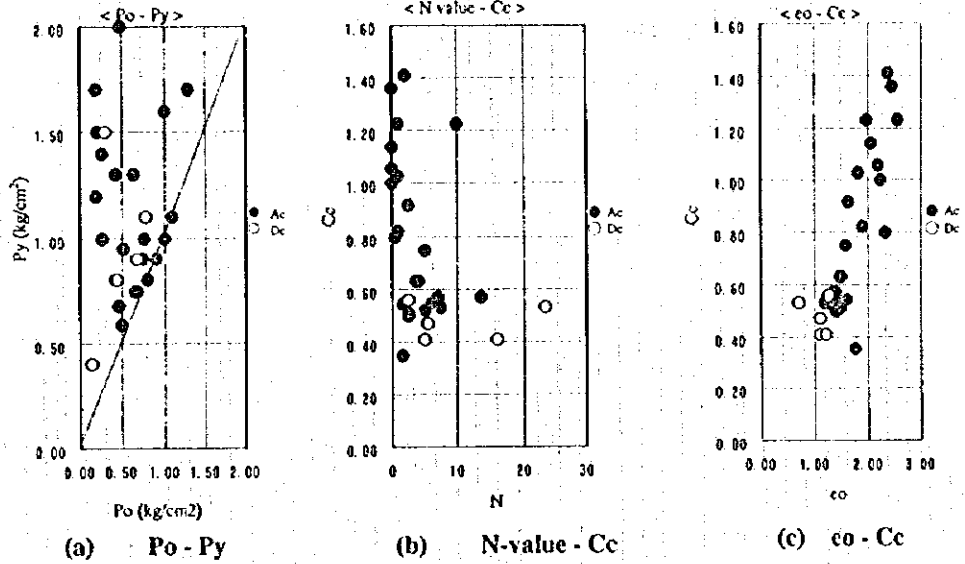 < Po - Py >
2.00
1.50
1.00
0.50
0.00
Py (kg/cm²)
0.00 0.50 1.00 1.50 2.00
Po (kg/cm2)
Ac
Dc
(a) Po - Py
< N value - Cc >
1.60
1.40
1.20
1.00
0.80
0.60
0.40
0.20
0.00
Cc
0 10 20 30
N
Ac
Dc
(b) N-value - Cc
< eo - Cc >
1.60
1.40
1.20
1.00
0.80
0.60
0.40
0.20
0.00
Cc
0.00 1.00 2.00 3.00
eo
Ac
Dc
(c) eo - Cc